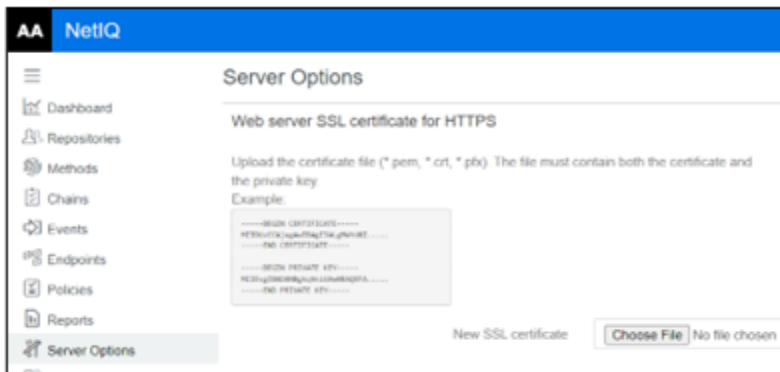 AA NetIQ
Server Options
Web server SSL certificate for HTTPS
Dashboard
Repositories
Methods
Chains
Events
Endpoints
Policies
Reports
Server Options
Upload the certificate file (*.pem, *.crt, *.pfx). The file must contain both the certificate and
the private key
Example:
-----BEGIN CERTIFICATE-----
-----END CERTIFICATE-----
-----BEGIN PRIVATE KEY-----
-----END PRIVATE KEY-----
New SSL certificate
Choose File No file chosen